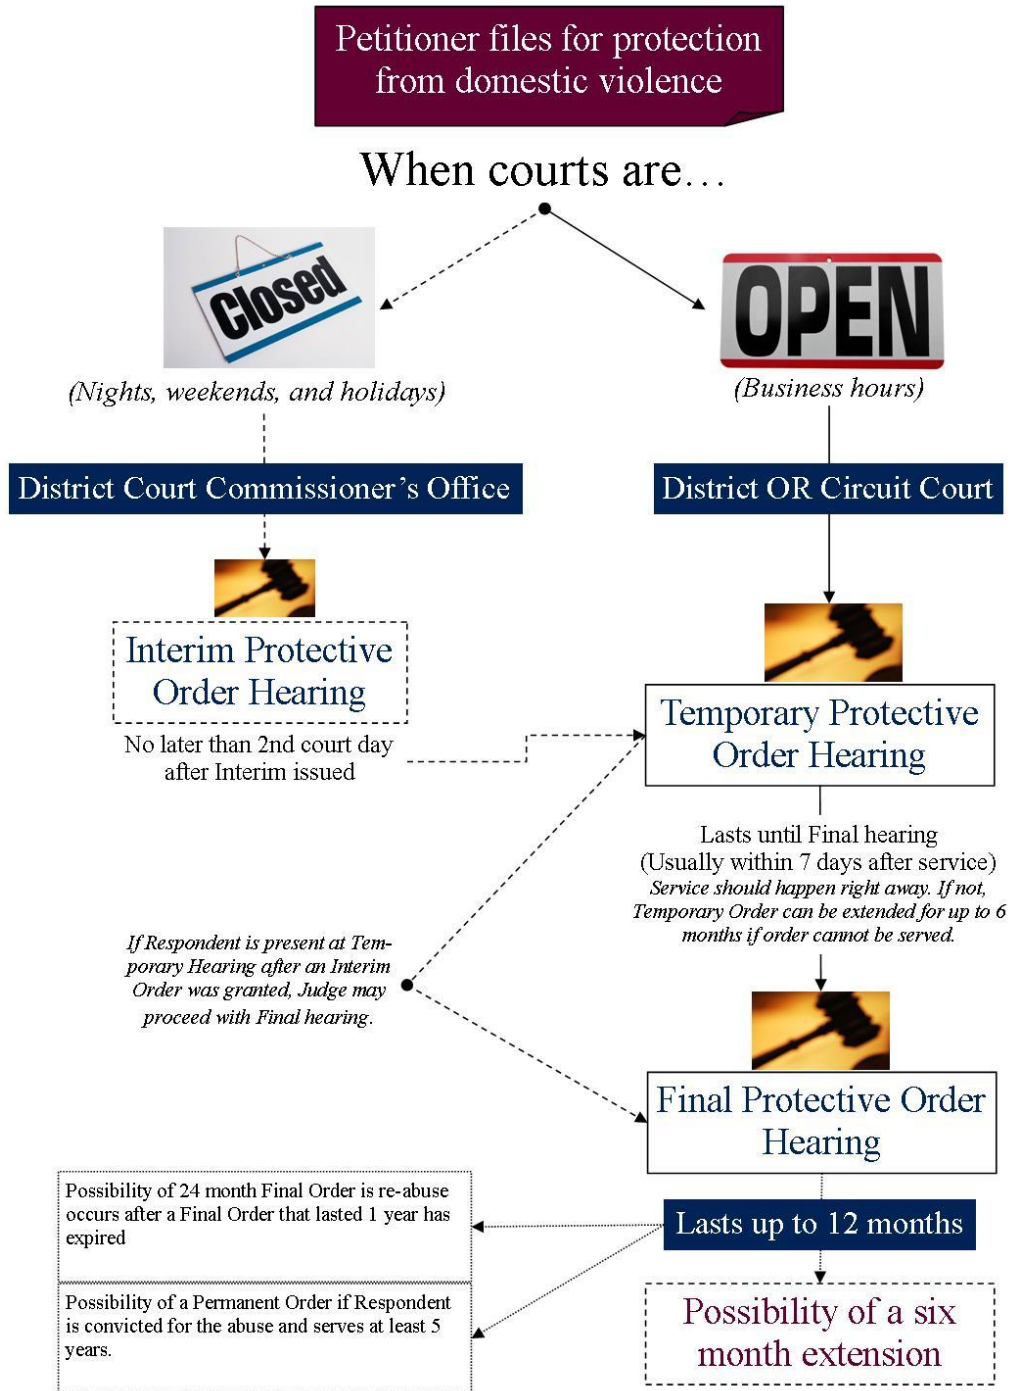 Petitioner files for protection
from domestic violence
When courts are...
Closed
OPEN
(Nights, weekends, and holidays)
(Business hours)
District Court Commissioner's Office
District OR Circuit Court
Interim Protective
Order Hearing
No later than 2nd court day
after Interim issued
Temporary Protective
Order Hearing
Lasts until Final hearing
(Usually within 7 days after service)
Service should happen right away. If not,
Temporary Order can be extended for up to 6
months if order cannot be served.
If Respondent is present at Tem-
porary Hearing after an Interim
Order was granted, Judge may
proceed with Final hearing.
Final Protective Order
Hearing
Lasts up to 12 months
Possibility of 24 month Final Order is re-abuse
occurs after a Final Order that lasted 1 year has
expired
Possibility of a Permanent Order if Respondent
is convicted for the abuse and serves at least 5
years.
Possibility of a six
month extension